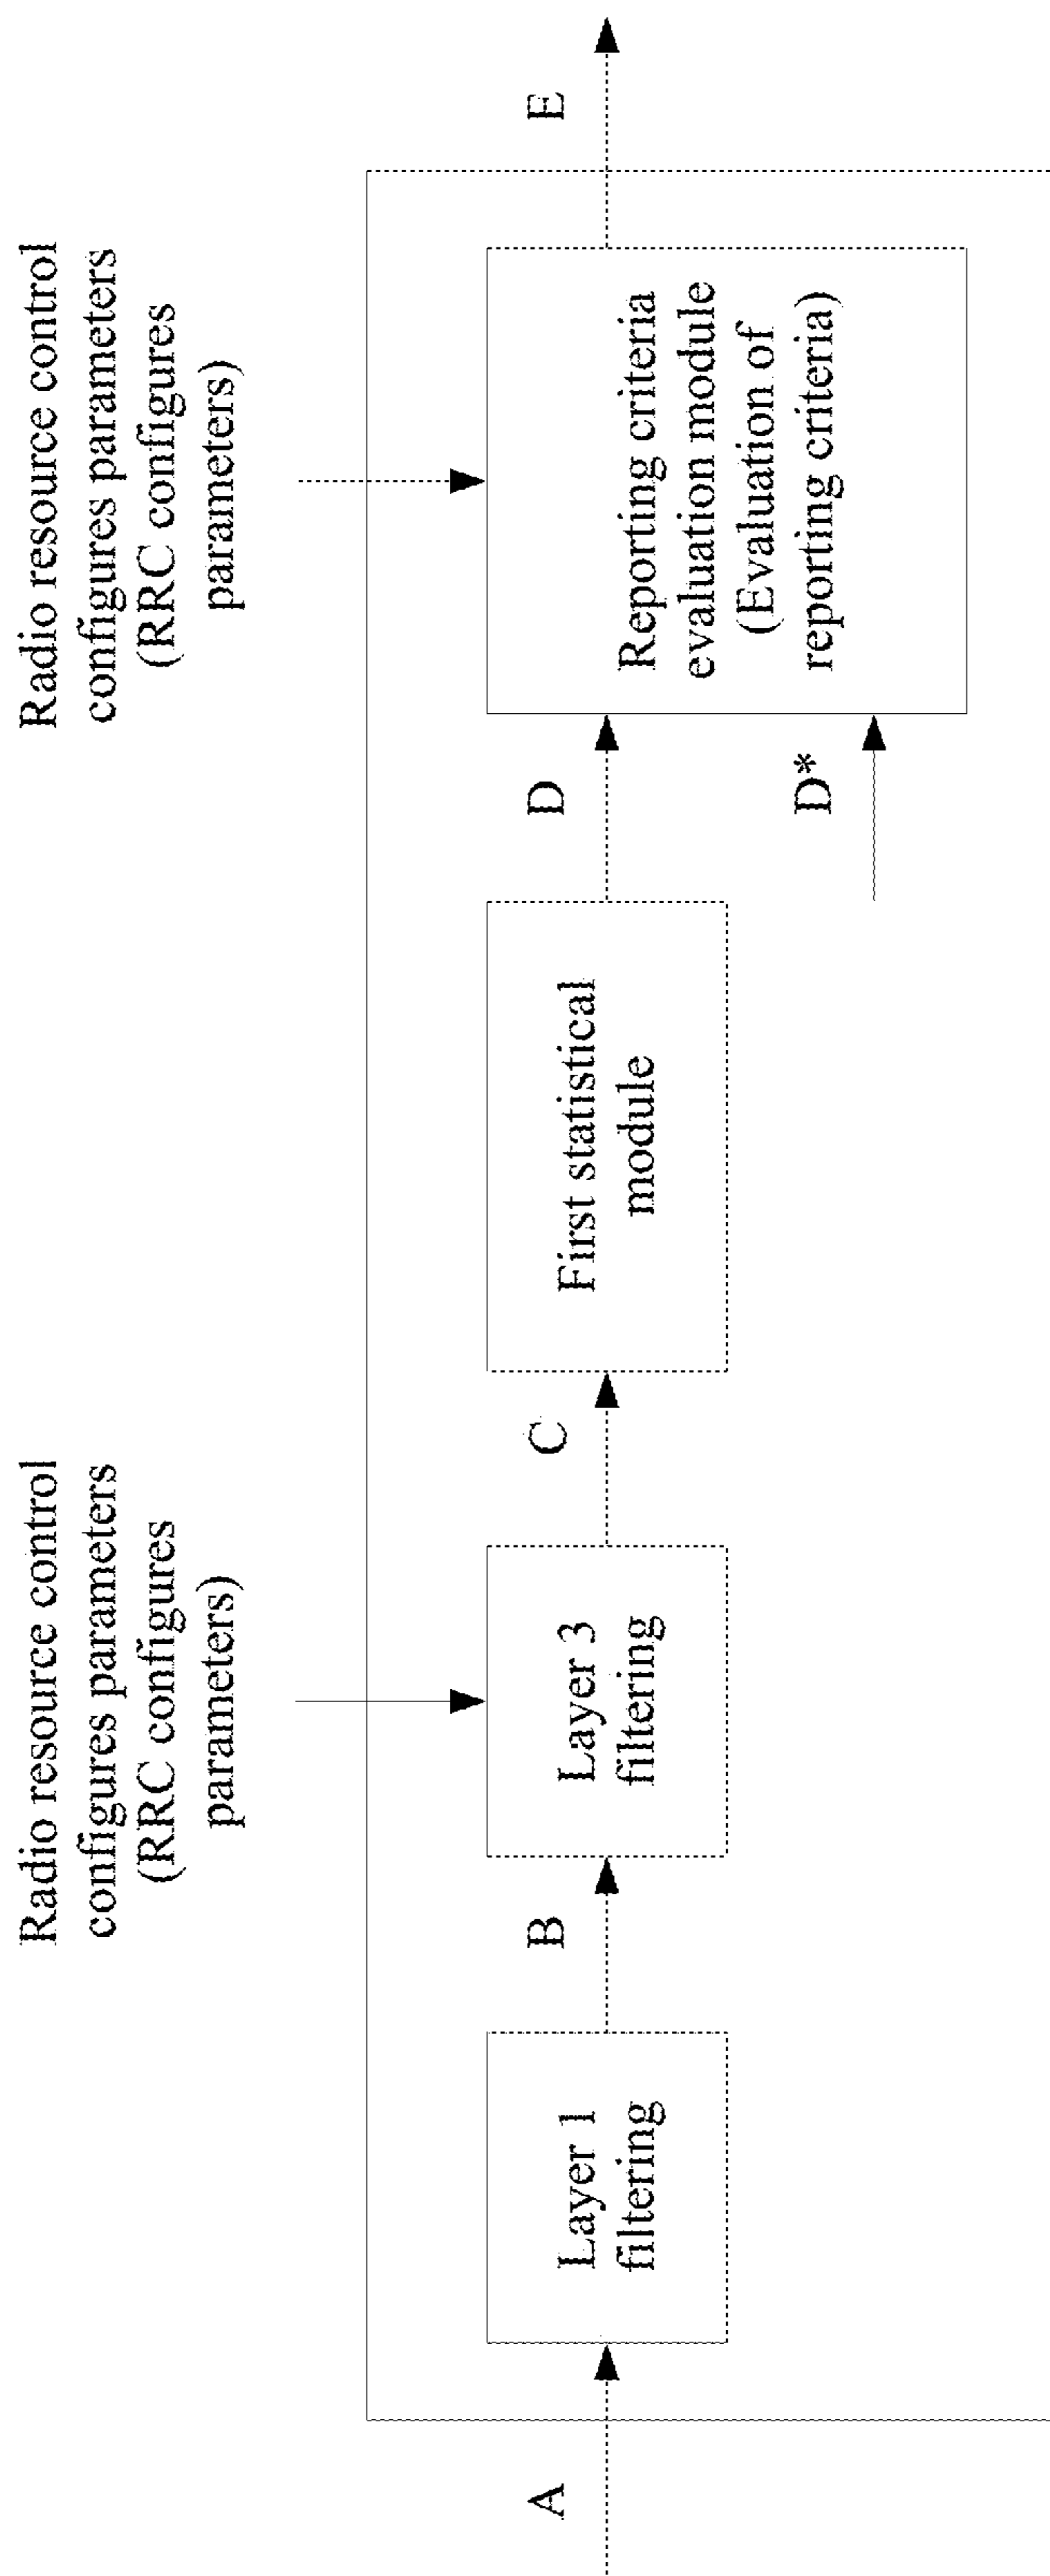 Radio resource control
configures parameters
(RRC configures
parameters)
Radio resource control
configures parameters
(RRC configures
parameters)
A
Layer 1
filtering
B
Layer 3
filtering
C
First statistical
module
D
D*
Reporting criteria
evaluation module
(Evaluation of
reporting criteria)
E